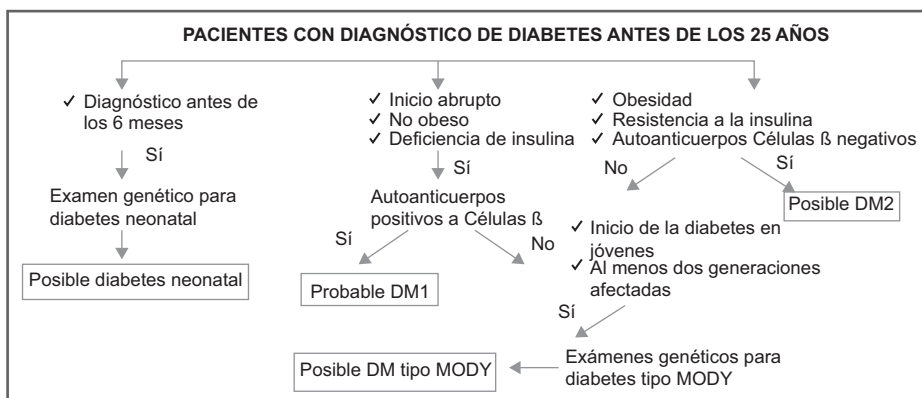 PACIENTES CON DIAGNÓSTICO DE DIABETES ANTES DE LOS 25 AÑOS
✓ Diagnóstico antes de
los 6 meses
Sí
Examen genético para
diabetes neonatal
Posible diabetes neonatal
✓ Inicio abrupto
✓ No obeso
✓ Deficiencia de insulina
Sí
Autoanticuerpos
positivos a Células ß
Sí
No
Probable DM1
✓ Obesidad
✓ Resistencia a la insulina
✓ Autoanticuerpos Células ß negativos
No
Sí
Posible DM2
✓ Inicio de la diabetes en
jóvenes
✓ Al menos dos generaciones
afectadas
Sí
Exámenes genéticos para
diabetes tipo MODY
Posible DM tipo MODY